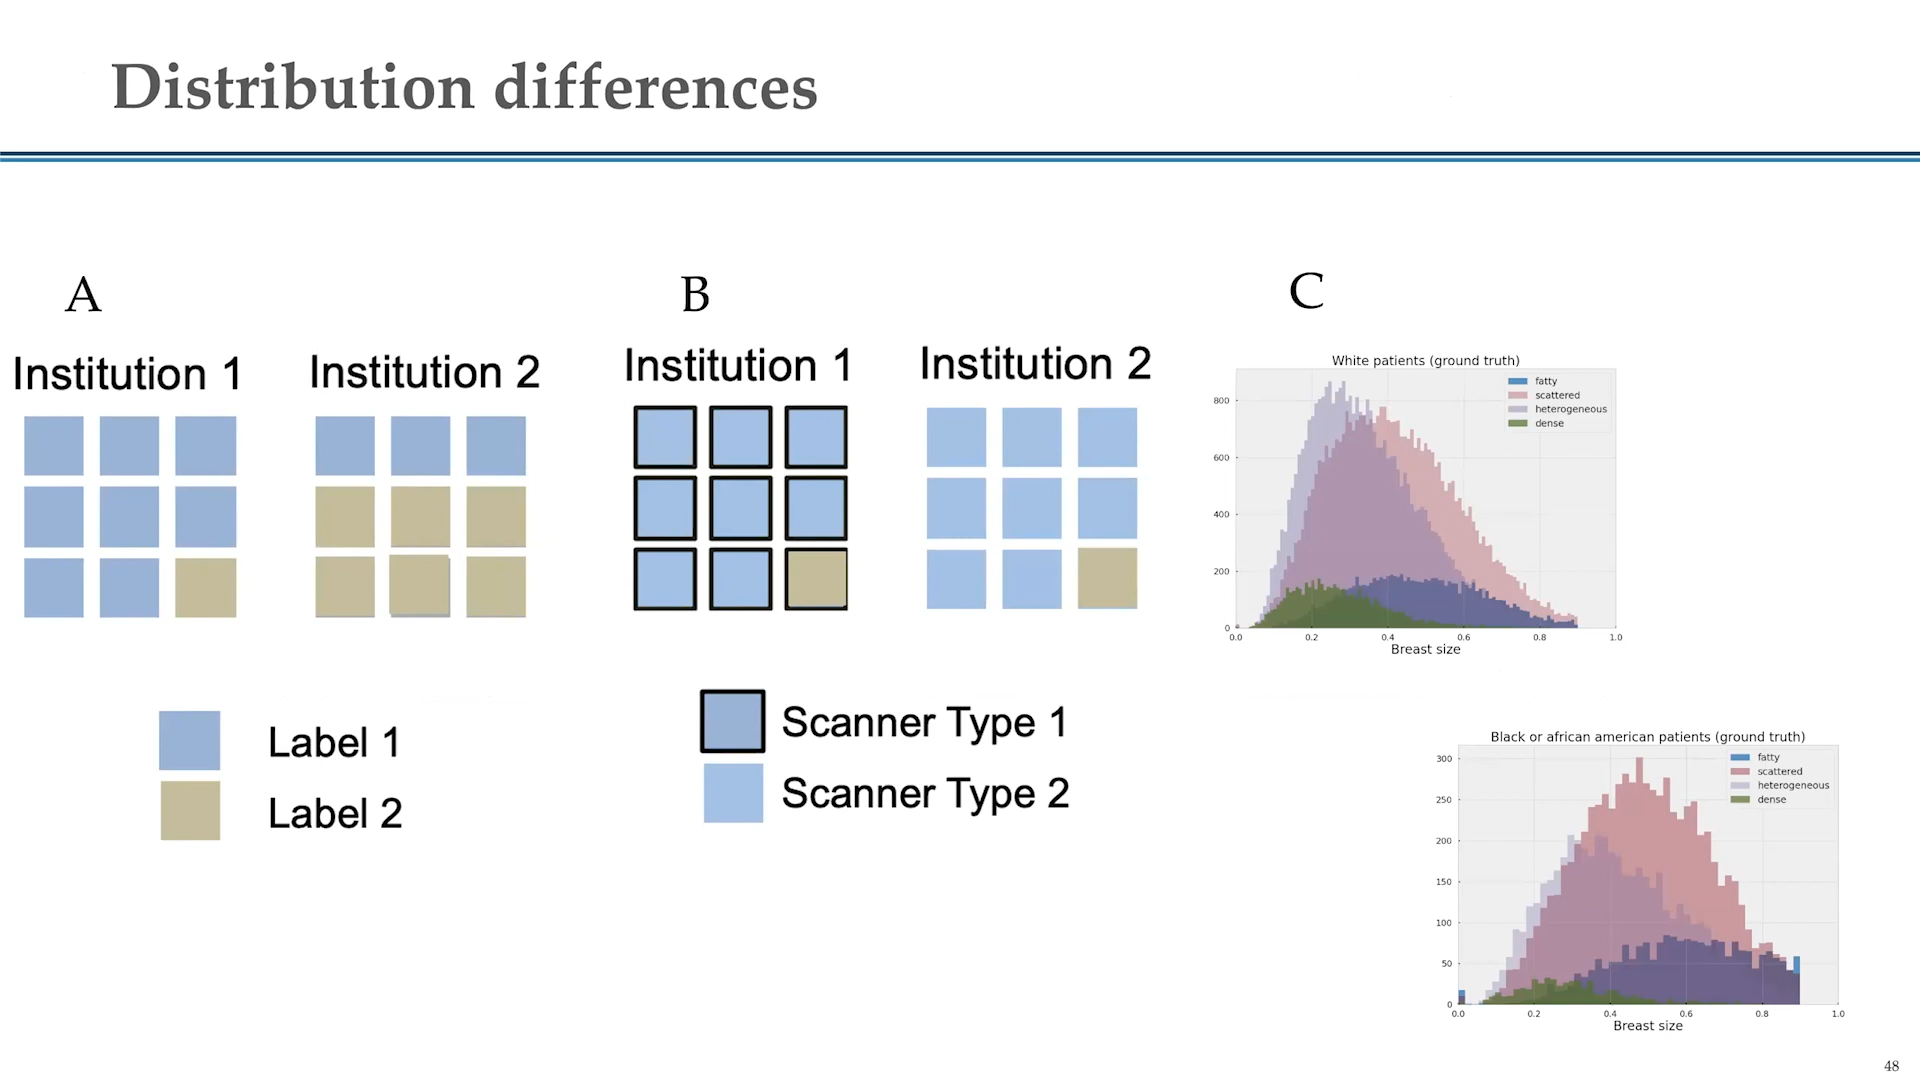 Distribution differences
A
Institution 1
Institution 2
Label 1
Label 2
B
Institution 1
Institution 2
Scanner Type 1
Scanner Type 2
C
White patients (ground truth)
fatty
scattered
heterogeneous
dense
800
600
400
200
0
0.0 0.2 0.4 0.6 0.8 1.0
Breast size
Black or african american patients (ground truth)
fatty
scattered
heterogeneous
dense
300
250
200
150
100
50
0
0.0 0.2 0.4 0.6 0.8 1.0
Breast size
48